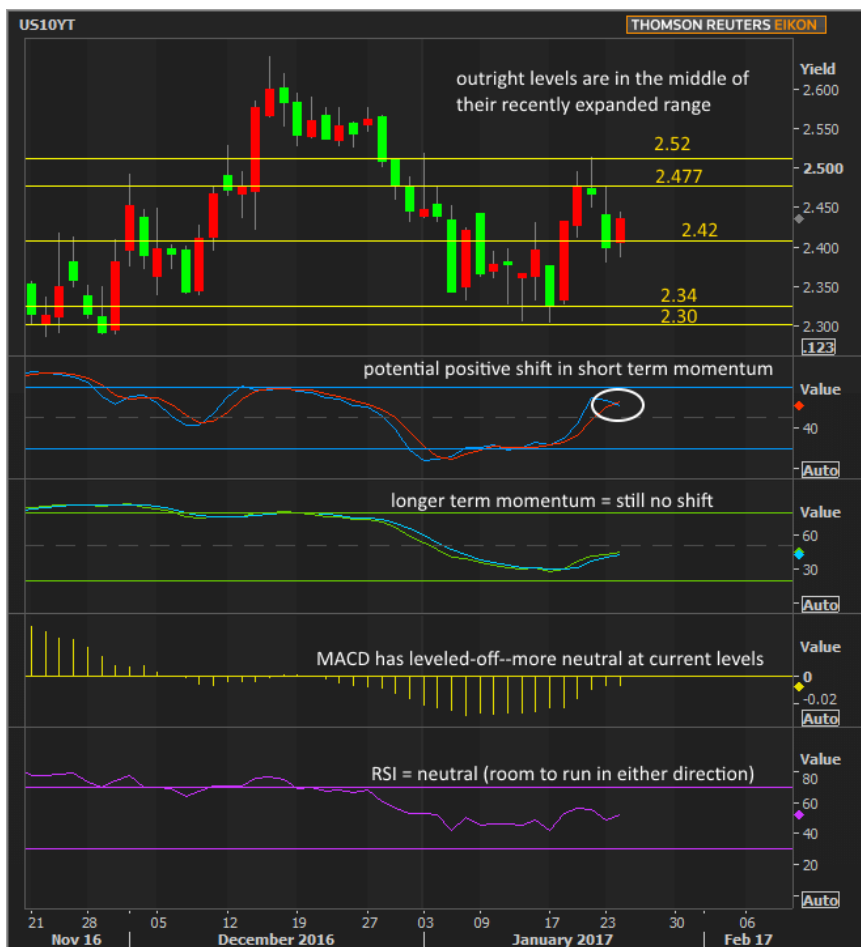 US10YT
THOMSON REUTERS EIKON
outright levels are in the middle of
their recently expanded range
Yield
2.600
2.550
2.52
2.500
2.477
2.450
2.42
2.400
2.350
2.34
2.30
2.300
.123
potential positive shift in short term momentum
Value
40
Auto
longer term momentum = still no shift
Value
60
30
Auto
MACD has leveled-off--more neutral at current levels
Value
0
-0.02
Auto
RSI = neutral (room to run in either direction)
Value
80
60
40
20
Auto
21 28 05 12 19 27 03 09 17 23 30 06
Nov 16 December 2016 January 2017 Feb 17